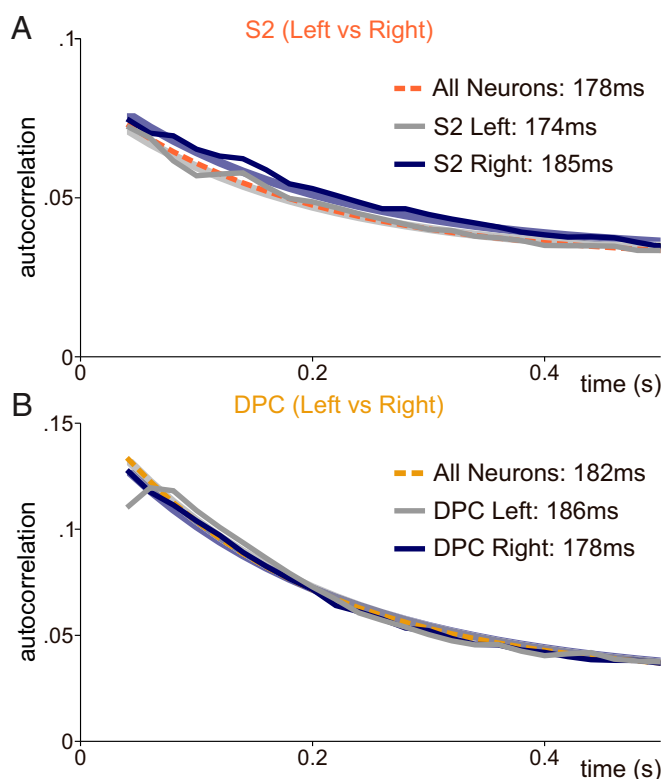 A
S2 (Left vs Right)
.1
All Neurons: 178ms
S2 Left: 174ms
S2 Right: 185ms
.05
autocorrelation
0
0
0.2
0.4
time (s)
B
DPC (Left vs Right)
.15
All Neurons: 182ms
DPC Left: 186ms
DPC Right: 178ms
.1
.05
autocorrelation
0
0
0.2
0.4
time (s)